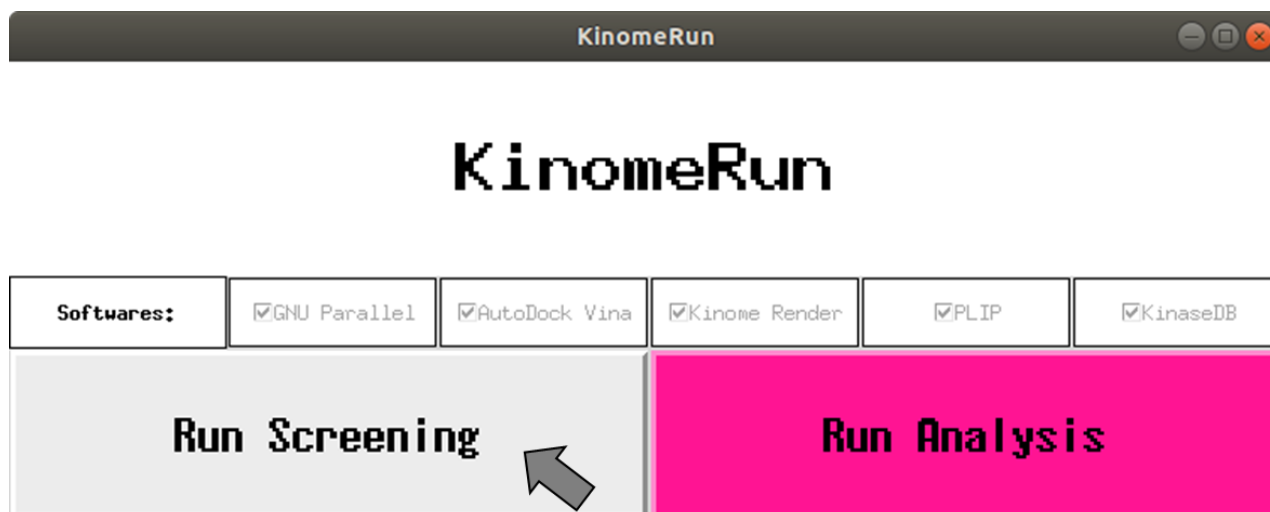 KinomeRun
KinomeRun
Softwares: GNU Parallel AutoDock Vina Kinome Render PLIP KinaseDB
Run Screening Run Analysis